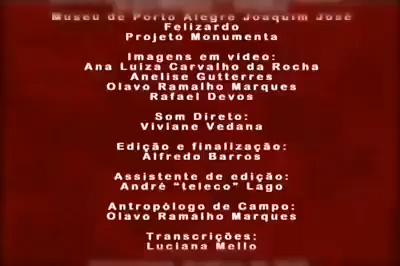 Museu de Porto Alegre Joaquim José
Felizardo
Projeto Monumenta
Imagens em vídeo:
Ana Luiza Carvalho da Rocha
Anelise Gutterres
Olavo Ramalho Marques
Rafael Devos
Som Direto:
Viviane Vedana
Edição e finalização:
Alfredo Barros
Assistente de edição:
André "teleco" Lago
Antropólogo de Campo:
Olavo Ramalho Marques
Transcrições:
Luciana Mello